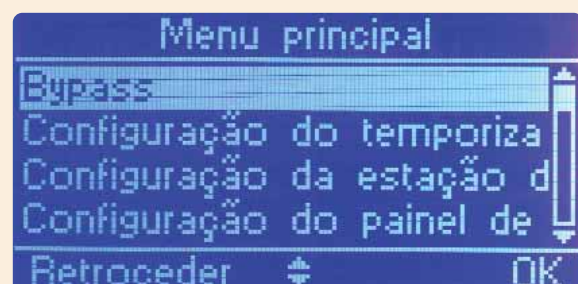 Menu principal
Bypass
Configuração do temporiza
Configuração da estação d
Configuração do painel de
Retroceder OK